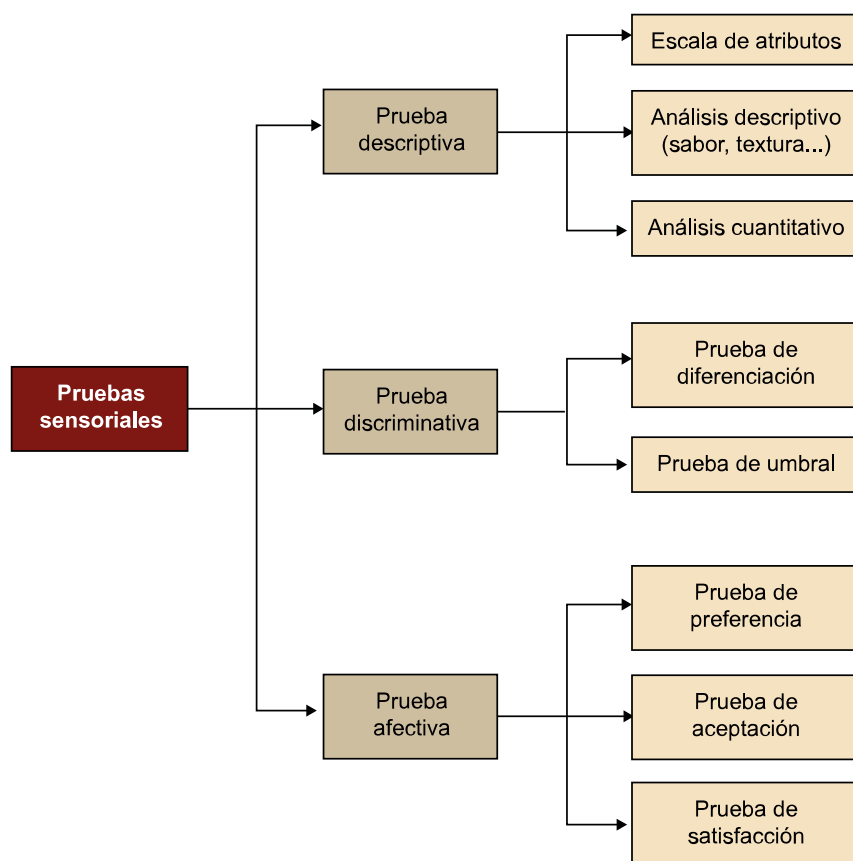 Pruebas
sensoriales
Prueba
descriptiva
Escala de atributos
Análisis descriptivo
(sabor, textura...)
Análisis cuantitativo
Prueba
discriminativa
Prueba de
diferenciación
Prueba de umbral
Prueba
afectiva
Prueba de
preferencia
Prueba de
aceptación
Prueba de
satisfacción